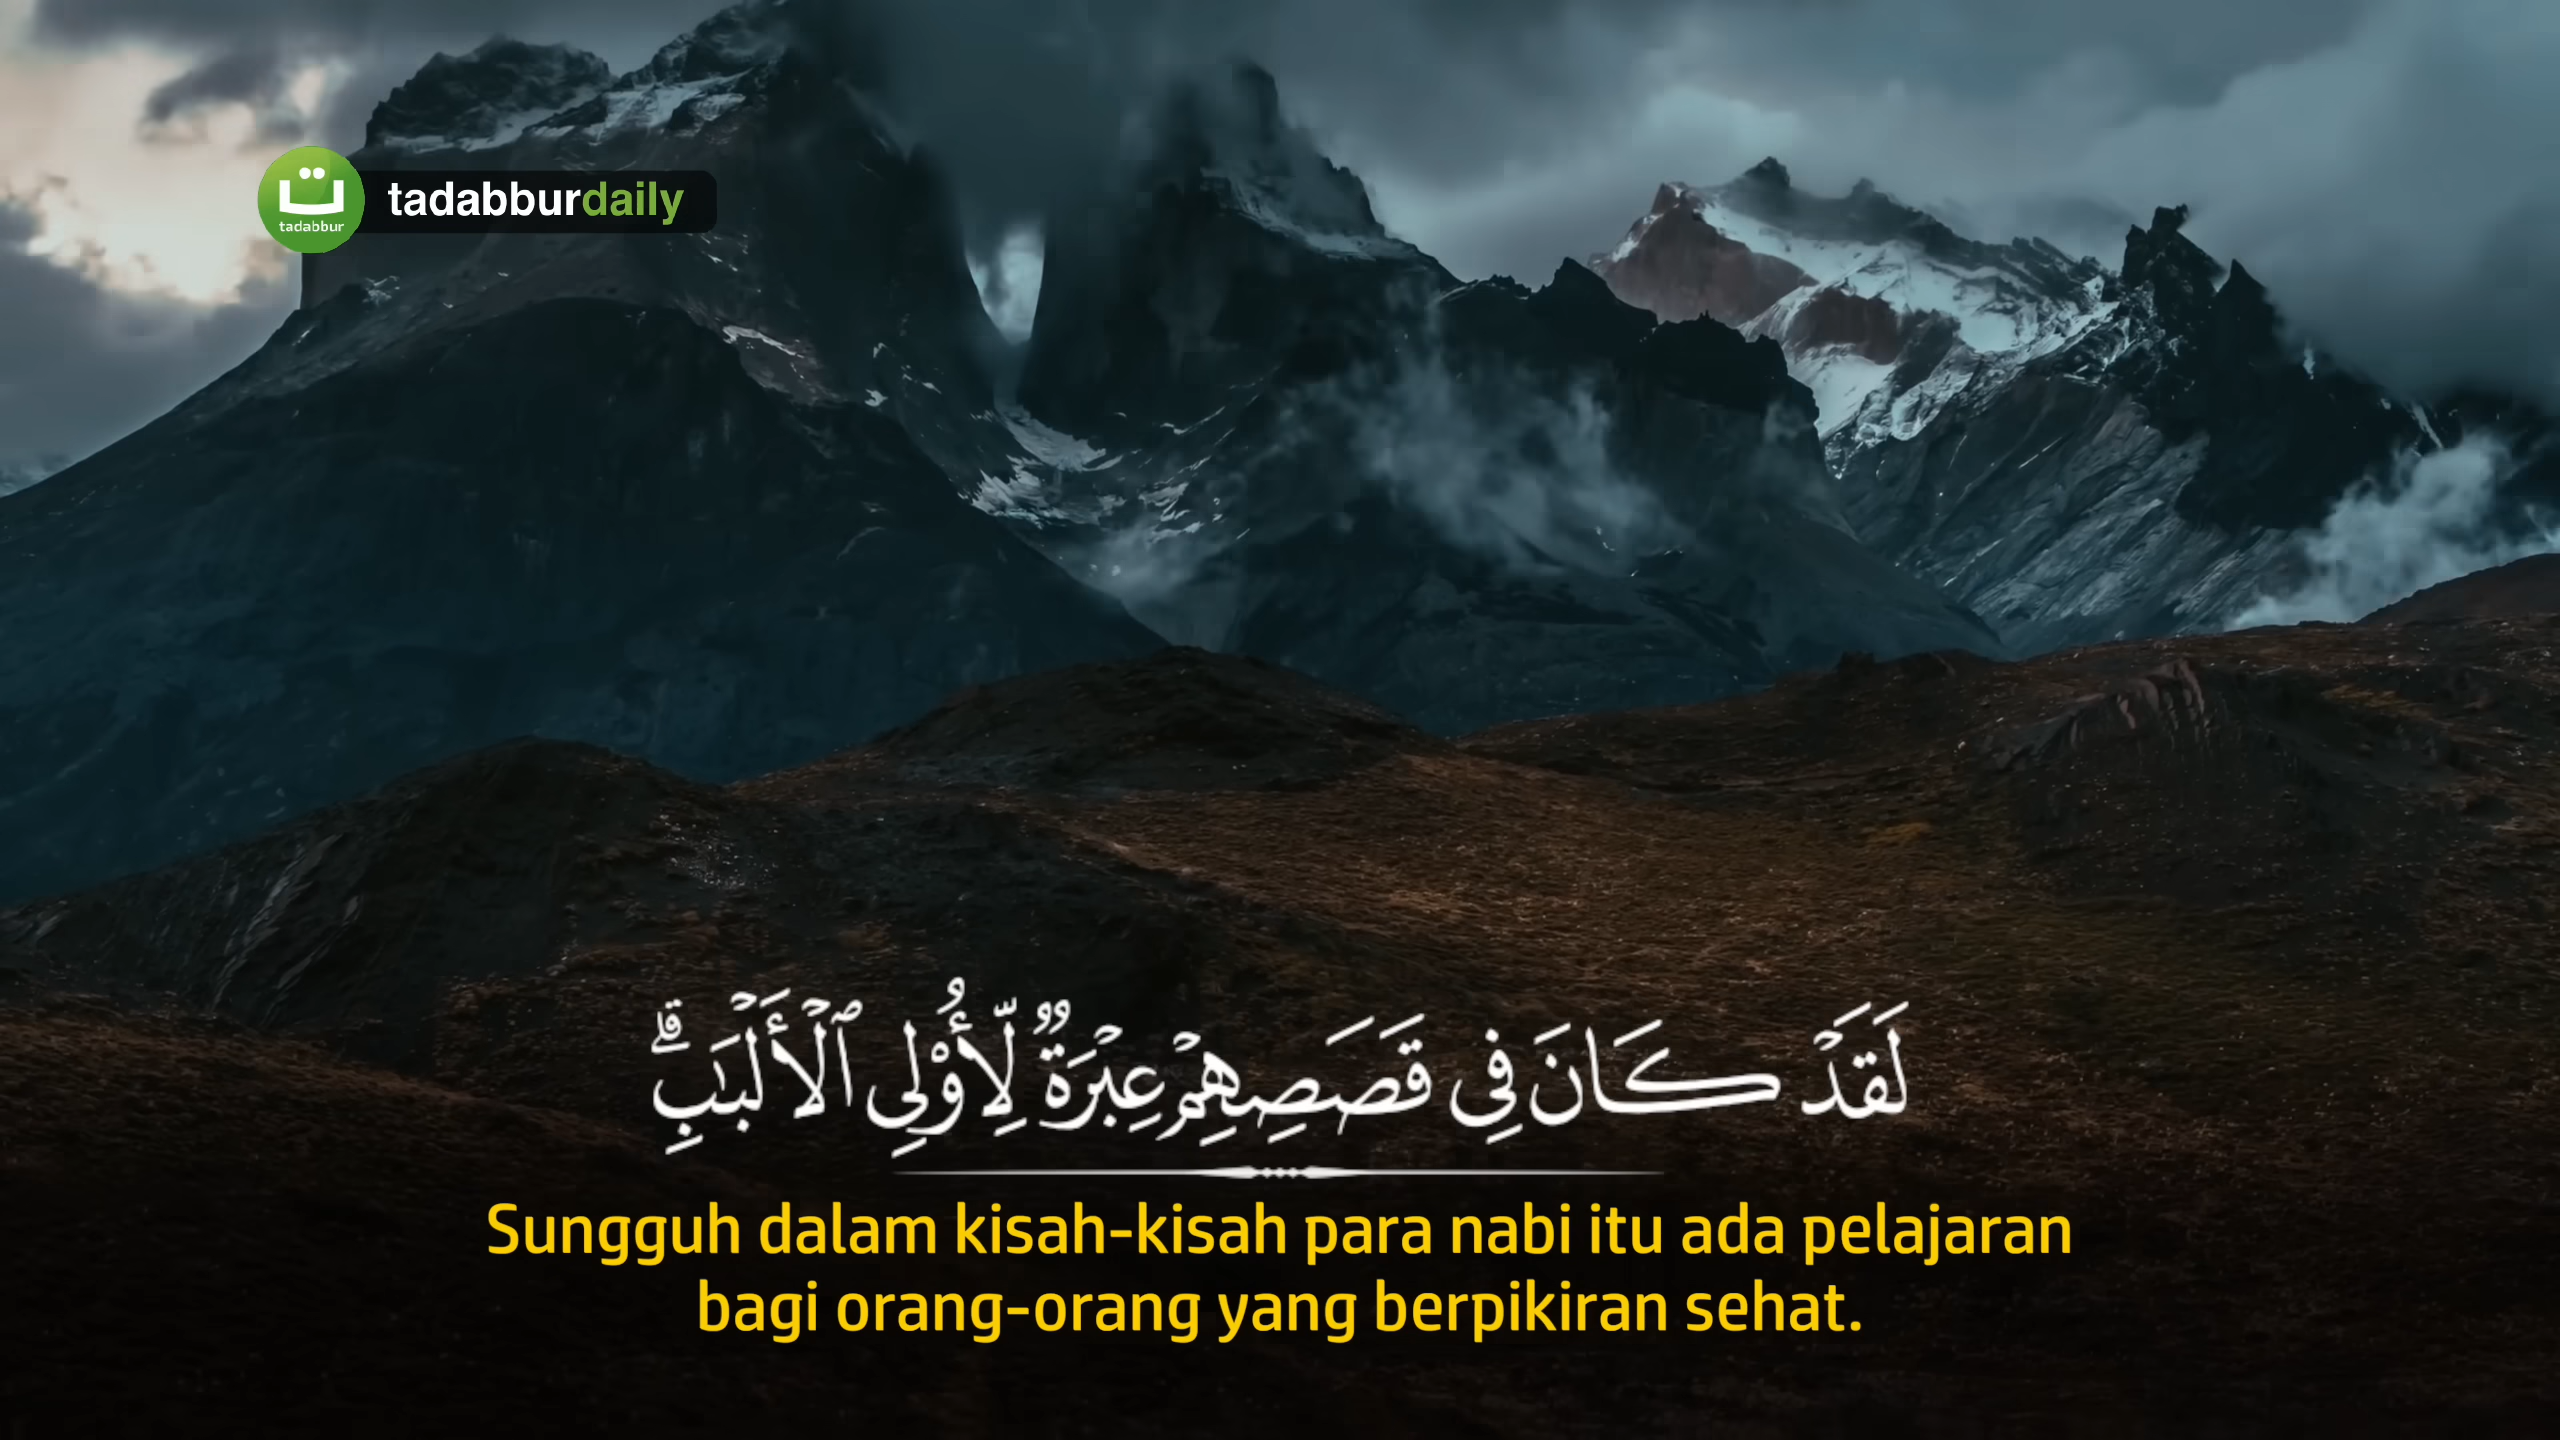 ت
tadabbur
tadabburdaily
لَقَدْ كَانَ فِي قَصَصِهِمْ عِبْرَةٌ لِّأُولِي ٱلْأَلْبَٰبِ ۗ
Sungguh dalam kisah-kisah para nabi itu ada pelajaran
bagi orang-orang yang berpikiran sehat.